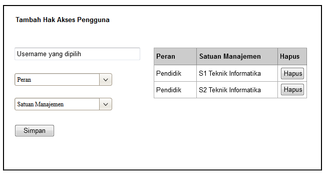 Tambah Hak Akses Pengguna
Username yang dipilih
Peran
Satuan Manajemen
Simpan
Peran Satuan Manajemen Hapus
Pendidik S1 Teknik Informatika Hapus
Pendidik S2 Teknik Informatika Hapus